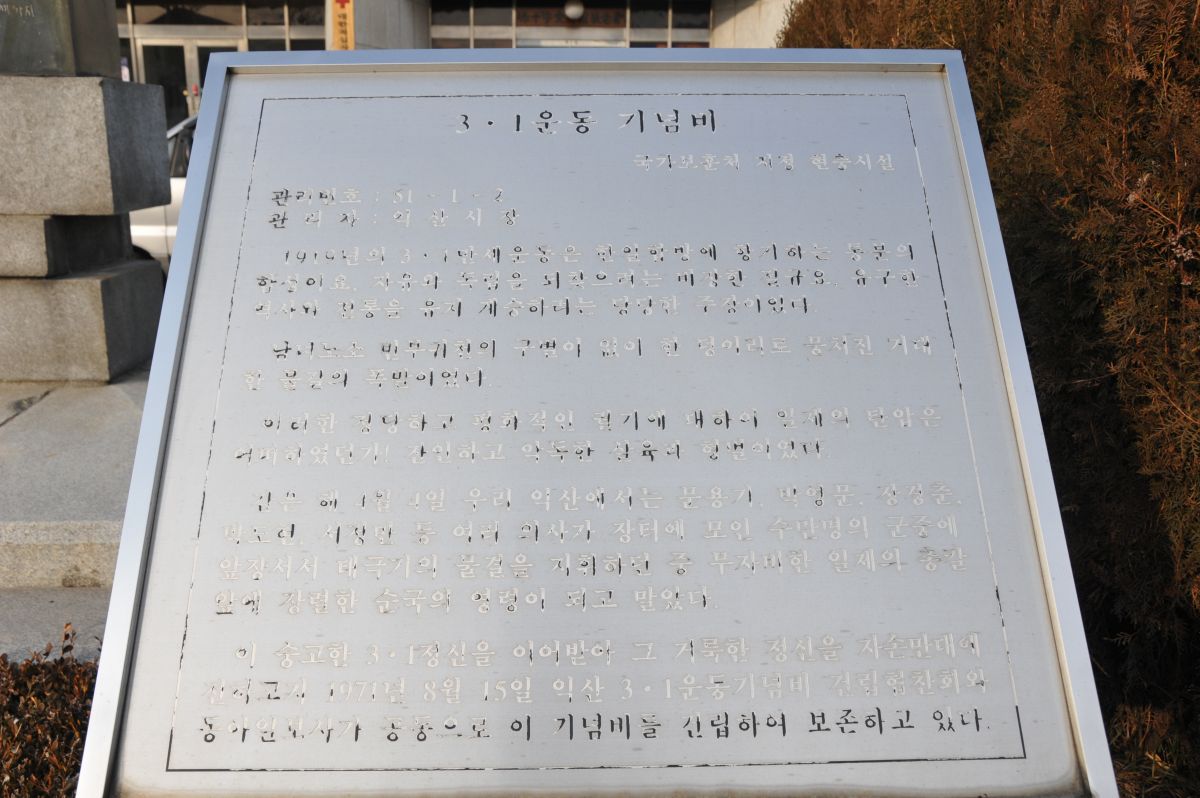 3·1운동 기념비
국가보훈처 지정 현충시설
관리번호 : 51 - 1 - 2
관 리 자 : 익 산 시 장
1919년의 3·1만세운동은 한일합방에 항거하는 통분의
함성이요, 자유와 독립을 되찾으려는 비장한 절규요, 유구한
역사와 전통을 유지 계승하려는 당당한 주장이었다.
남녀노소 빈부귀천의 구별이 없이 한 덩어리로 뭉쳐진 거대
한 불길의 폭발이었다.
이러한 정당하고 평화적인 궐기에 대하여 일제의 탄압은
어떠하였던가! 잔인하고 악독한 살육과 형벌이었다.
같은 해 4월 4일 우리 익산에서는 문용기, 박영문, 장경춘,
박도현, 서정만 등 여러 의사가 장터에 모인 수만명의 군중에
앞장서서 태극기의 물결을 지휘하던 중 무자비한 일제의 총칼
앞에 장렬한 순국의 영령이 되고 말았다.
이 숭고한 3·1정신을 이어받아 그 거룩한 정신을 자손만대에
전하고자 1971년 8월 15일 익산 3·1운동기념비 건립협찬회와
동아일보사가 공동으로 이 기념비를 건립하여 보존하고 있다.